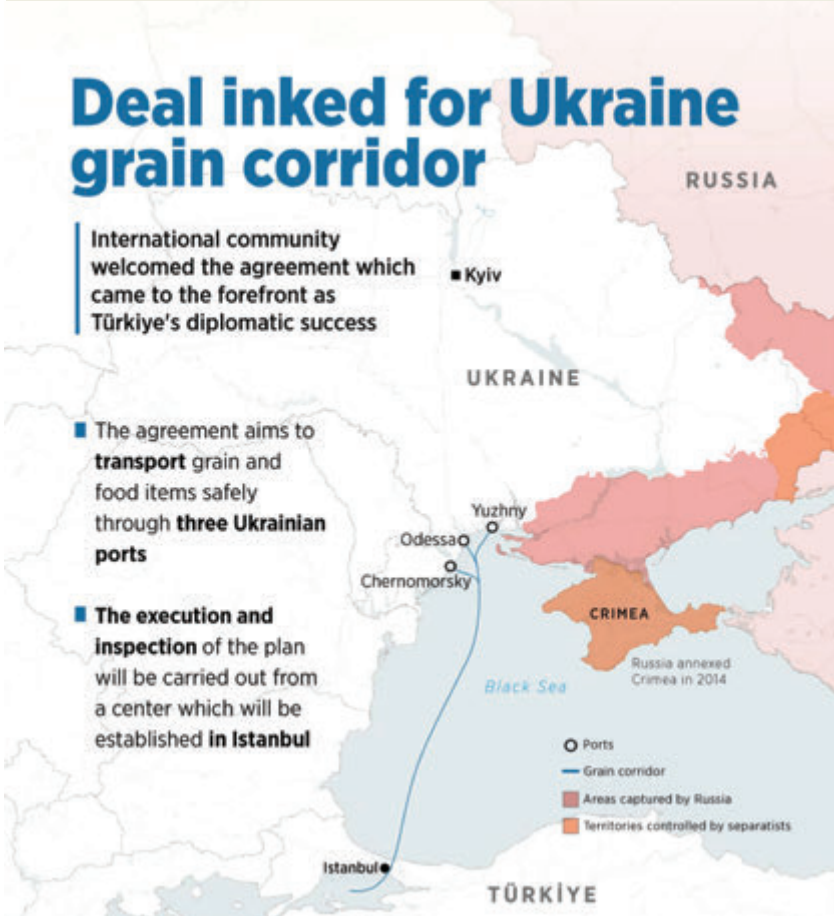 Deal inked for Ukraine
grain corridor
RUSSIA
International community
welcomed the agreement which
came to the forefront as
Türkiye's diplomatic success
Kyiv
UKRAINE
The agreement aims to
transport grain and
food items safely
through three Ukrainian
ports
Yuzhny
Odessa
Chernomorsky
The execution and
inspection of the plan
will be carried out from
a center which will be
established in Istanbul
CRIMEA
Russia annexed
Crimea in 2014
Black Sea
Ports
Grain corridor
Areas captured by Russia
Territories controlled by separatists
Istanbul
TÜRKİYE